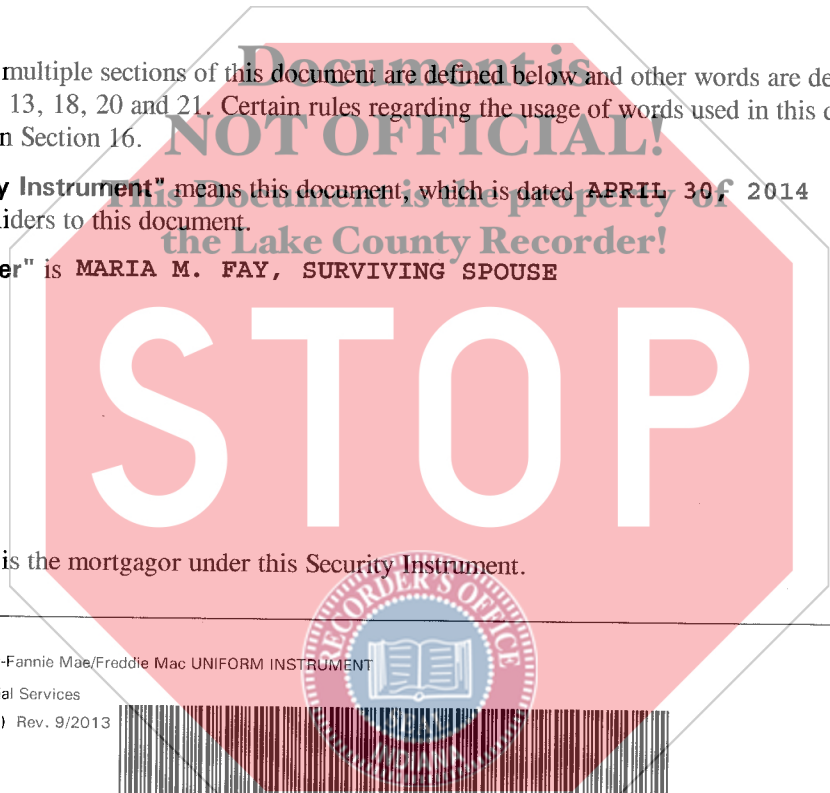 Document is
multiple sections of this document are defined below and other words are de
13, 18, 20 and 21. Certain rules regarding the usage of words used in this d
NOT OFFICIAL!
n Section 16.
y Instrument" means this document, which is dated APRIL 30, 2014
This Document is the property of
iders to this document.
the Lake County Recorder!
er" is MARIA M. FAY, SURVIVING SPOUSE
STOP
is the mortgagor under this Security Instrument.
RECORDER'S OFFICE
-Fannie Mae/Freddie Mac UNIFORM INSTRUMENT
al Services
) Rev. 9/2013
INDIANA